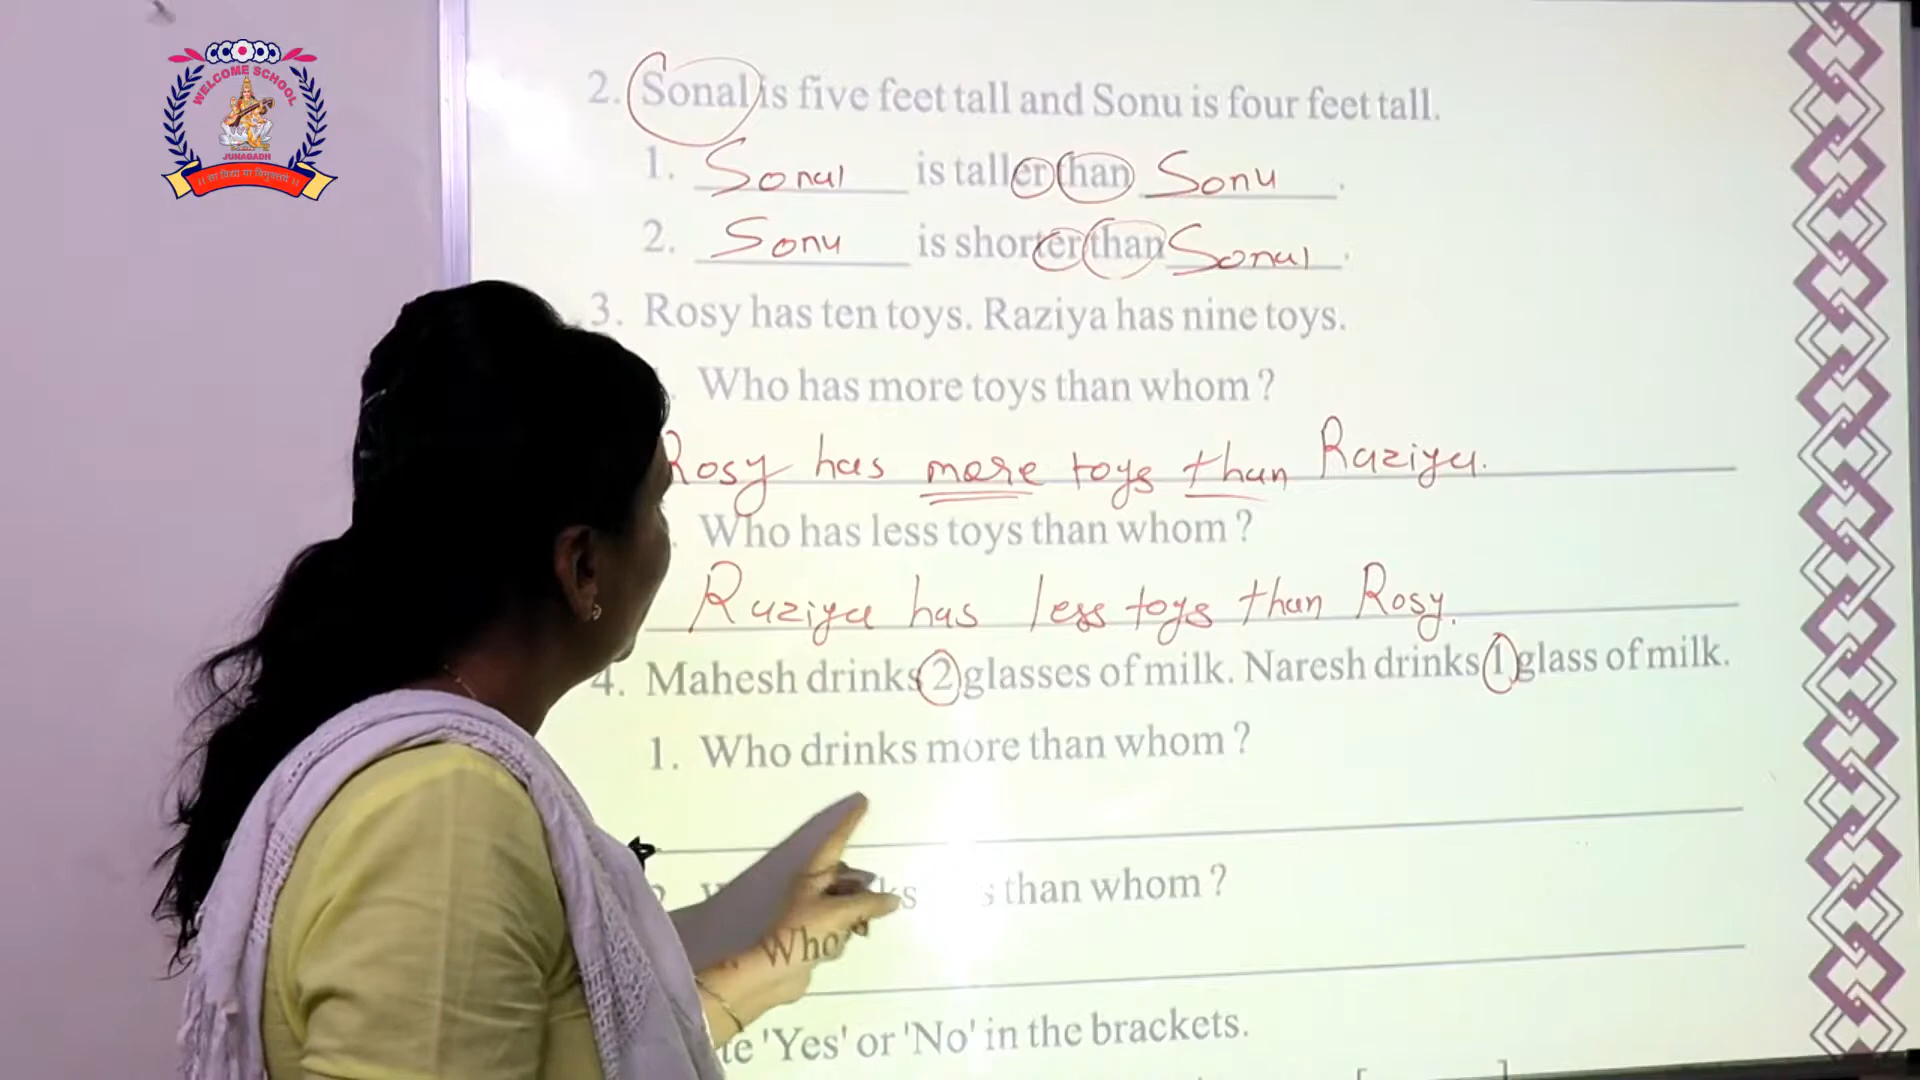 WELCOME SCHOOL
JUNAGADH
|| सा विद्या या विमुक्तये ||
2. Sonal is five feet tall and Sonu is four feet tall.
1. Sonal is taller than Sonu.
2. Sonu is shorter than Sonal.
3. Rosy has ten toys. Raziya has nine toys.
Who has more toys than whom ?
Rosy has more toys than Raziya.
Who has less toys than whom ?
Raziya has less toys than Rosy.
4. Mahesh drinks 2 glasses of milk. Naresh drinks 1 glass of milk.
1. Who drinks more than whom ?
than whom ?
Who
'Yes' or 'No' in the brackets.